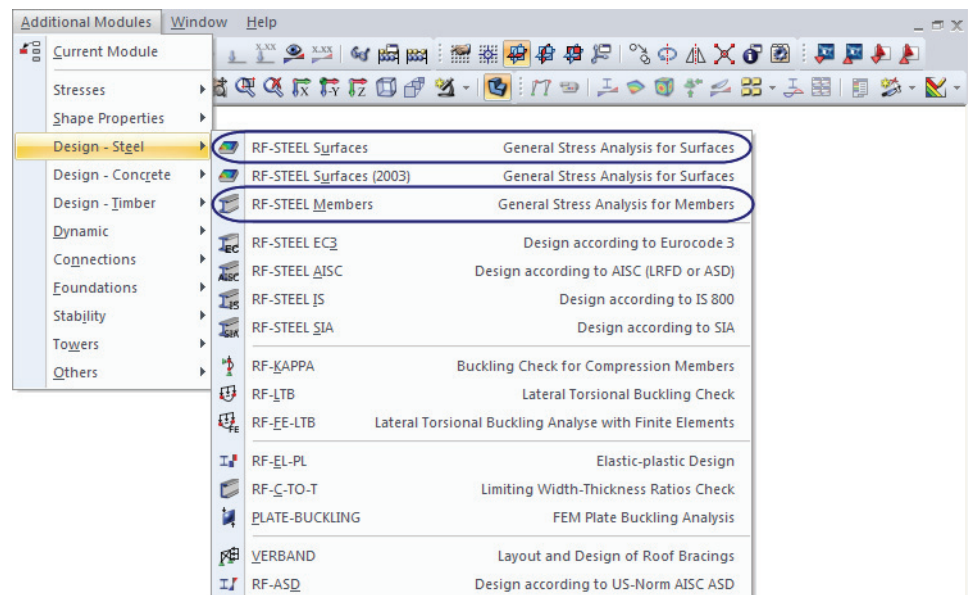 Additional Modules Window Help
Current Module
Stresses
Shape Properties
Design - Steel
Design - Concrete
Design - Timber
Dynamic
Connections
Foundations
Stability
Towers
Others
RF-STEEL Surfaces General Stress Analysis for Surfaces
RF-STEEL Surfaces (2003) General Stress Analysis for Surfaces
RF-STEEL Members General Stress Analysis for Members
RF-STEEL EC3 Design according to Eurocode 3
RF-STEEL AISC Design according to AISC (LRFD or ASD)
RF-STEEL IS Design according to IS 800
RF-STEEL SIA Design according to SIA
RF-KAPPA Buckling Check for Compression Members
RF-LTB Lateral Torsional Buckling Check
RF-FE-LTB Lateral Torsional Buckling Analyse with Finite Elements
RF-EL-PL Elastic-plastic Design
RF-C-TO-T Limiting Width-Thickness Ratios Check
PLATE-BUCKLING FEM Plate Buckling Analysis
VERBAND Layout and Design of Roof Bracings
RF-ASD Design according to US-Norm AISC ASD